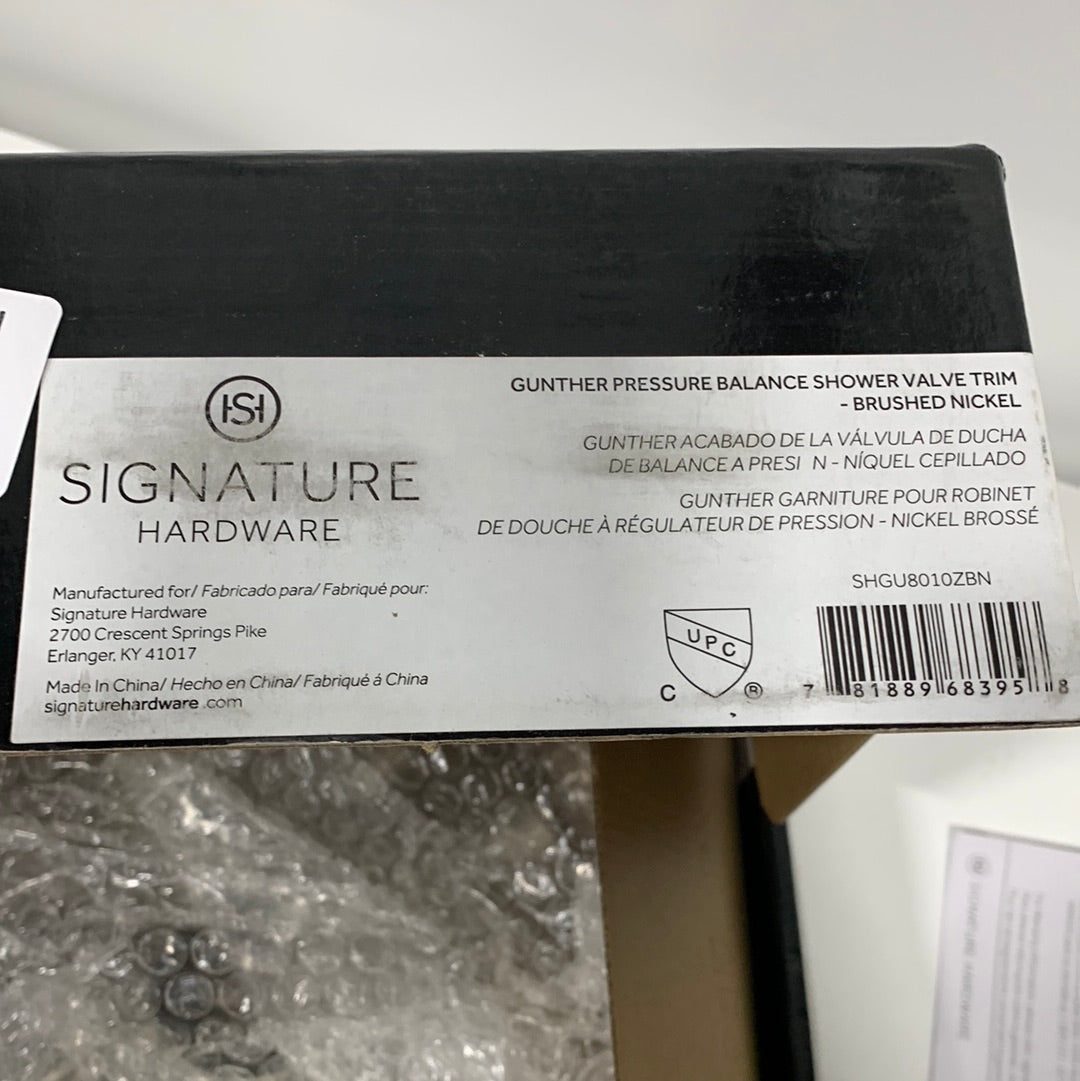 HS
SIGNATURE
HARDWARE
GUNTHER PRESSURE BALANCE SHOWER VALVE TRIM
- BRUSHED NICKEL
GUNTHER ACABADO DE LA VÁLVULA DE DUCHA
DE BALANCE A PRESI N - NÍQUEL CEPILLADO
GUNTHER GARNITURE POUR ROBINET
DE DOUCHE À RÉGULATEUR DE PRESSION - NICKEL BROSSÉ
Manufactured for/ Fabricado para/ Fabriqué pour:
Signature Hardware
2700 Crescent Springs Pike
Erlanger, KY 41017
Made In China/ Hecho en China/ Fabriqué á China
signaturehardware.com
UPC
C ®
SHGU8010ZBN
7 81889 68395 8
SIGNATURE HARDWARE